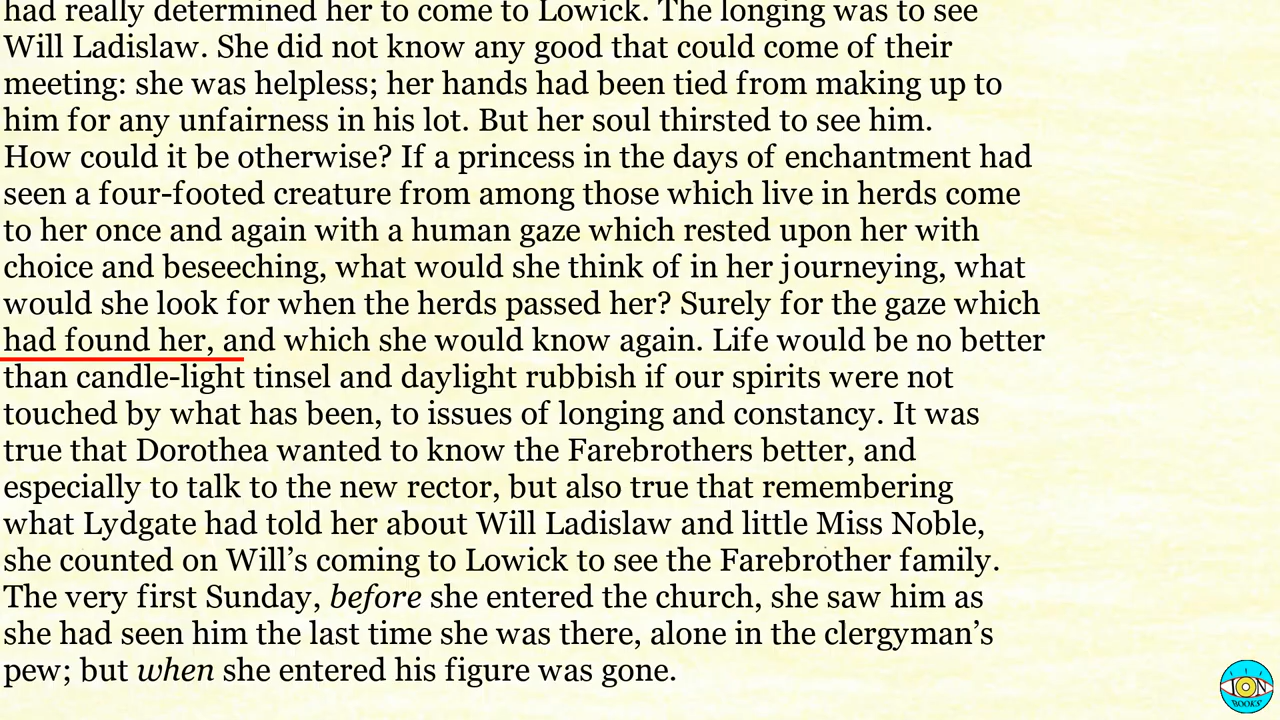 had really determined her to come to Lowick. The longing was to see
Will Ladislaw. She did not know any good that could come of their
meeting: she was helpless; her hands had been tied from making up to
him for any unfairness in his lot. But her soul thirsted to see him.
How could it be otherwise? If a princess in the days of enchantment had
seen a four-footed creature from among those which live in herds come
to her once and again with a human gaze which rested upon her with
choice and beseeching, what would she think of in her journeying, what
would she look for when the herds passed her? Surely for the gaze which
had found her, and which she would know again. Life would be no better
than candle-light tinsel and daylight rubbish if our spirits were not
touched by what has been, to issues of longing and constancy. It was
true that Dorothea wanted to know the Farebrothers better, and
especially to talk to the new rector, but also true that remembering
what Lydgate had told her about Will Ladislaw and little Miss Noble,
she counted on Will’s coming to Lowick to see the Farebrother family.
The very first Sunday, before she entered the church, she saw him as
she had seen him the last time she was there, alone in the clergyman’s
pew; but when she entered his figure was gone.
ION
BOOKS